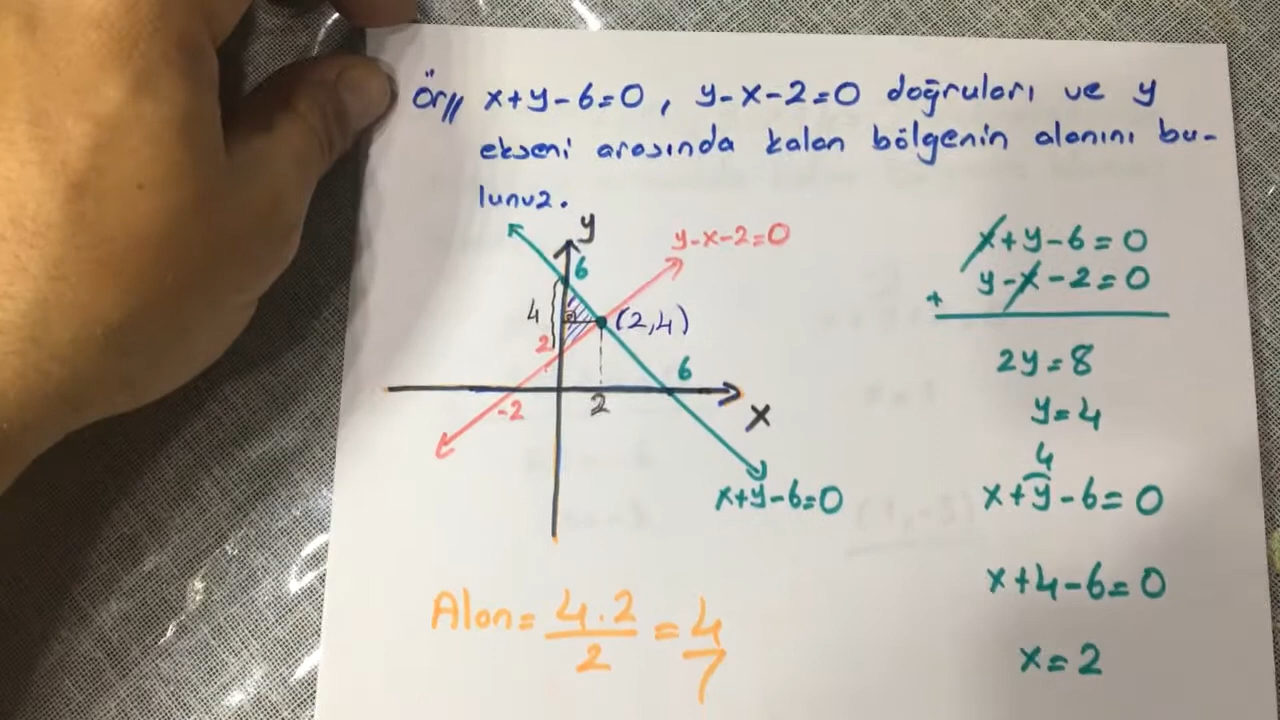 Ör// x+y-6=0, y-x-2=0 doğruları ve y
ekseni arasında kalan bölgenin alanını bu-
lunuz.
y
y-x-2=0
6
4
(2,4)
2
6
-2
2
x
x+y-6=0
x+y-6=0
y-x-2=0
+
2y=8
y=4
4
x+y-6=0
x+4-6=0
x=2
Alan= 4.2/2 = 4